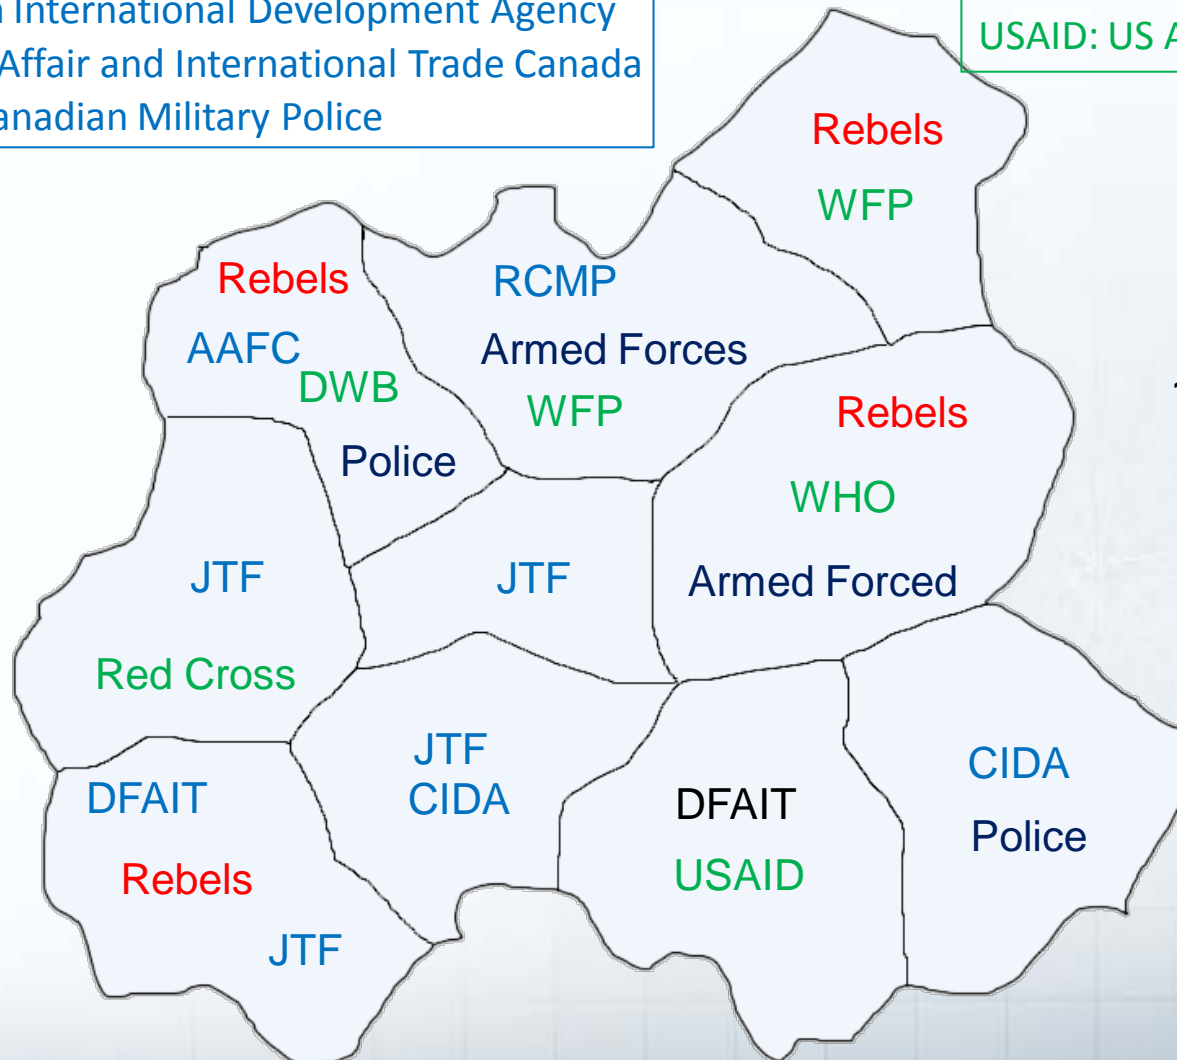 International Development Agency
Affair and International Trade Canada
Canadian Military Police
USAID: US
Rebels
WFP
Rebels
AAFC
DWB
Police
RCMP
Armed Forces
WFP
Rebels
WHO
Armed Forced
JTF
Red Cross
JTF
JTF
CIDA
DFAIT
USAID
CIDA
Police
DFAIT
Rebels
JTF